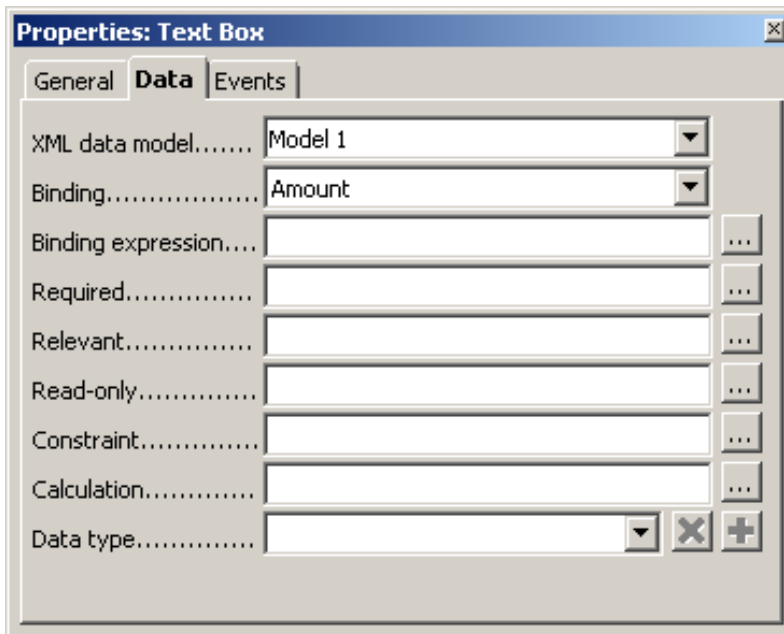 Properties: Text Box
General Data Events
XML data model....... Model 1
Binding.................. Amount
Binding expression.... ...
Required............... ...
Relevant............... ...
Read-only.............. ...
Constraint.............. ...
Calculation............. ...
Data type..............